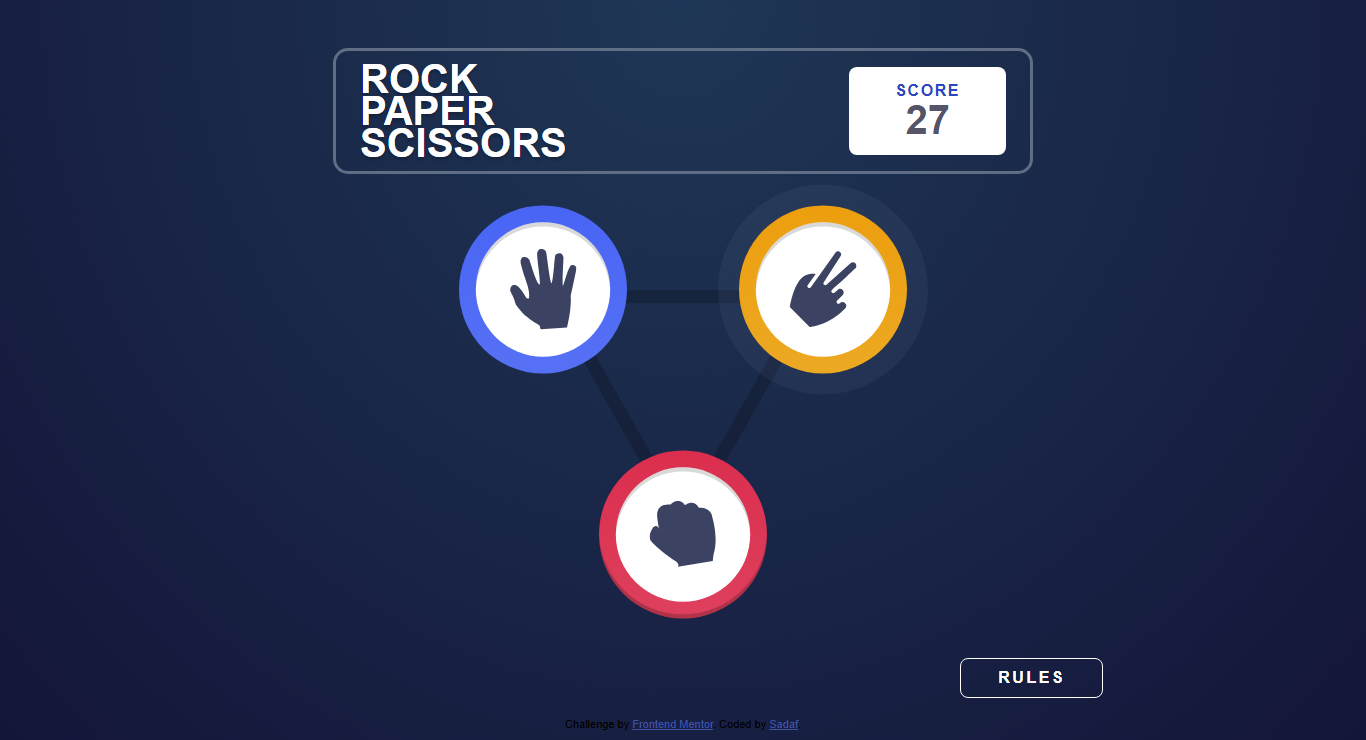 ROCK
PAPER
SCISSORS
SCORE
27
RULES
Challenge by Frontend Mentor. Coded by Sadaf